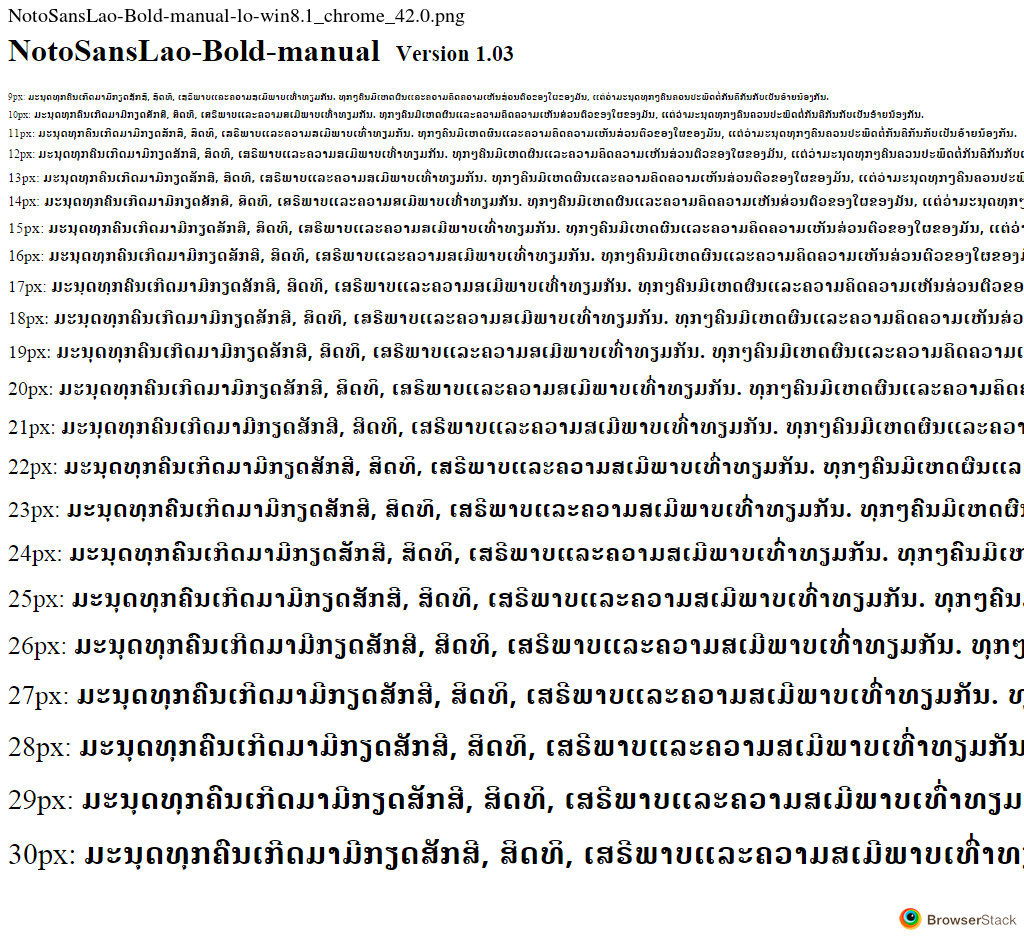 NotoSansLao-Bold-manual-lo-win8.1_chrome_42.0.png
NotoSansLao-Bold-manual Version 1.03
9px: ມະນຸດທຸກຄົນເກີດມາມີກຽດສັກສີ, ສິດທິ, ເສຣີພາບແລະຄວາມສເມີພາບເທົ່າທຽມກັນ. ທຸກໆຄົນມີເຫດຜົນແລະຄວາມຄິດຄວາມເຫັນສ່ວນຕົວຂອງໃຜຂອງມັນ, ແຕ່ວ່າມະນຸດທຸກໆຄົນຄວນປະພຶດຕໍ່ກັນຄືກັນກັບເປັນອ້າຍນ້ອງກັນ.
10px: ມະນຸດທຸກຄົນເກີດມາມີກຽດສັກສີ, ສິດທິ, ເສຣີພາບແລະຄວາມສເມີພາບເທົ່າທຽມກັນ. ທຸກໆຄົນມີເຫດຜົນແລະຄວາມຄິດຄວາມເຫັນສ່ວນຕົວຂອງໃຜຂອງມັນ, ແຕ່ວ່າມະນຸດທຸກໆຄົນຄວນປະພຶດຕໍ່ກັນຄືກັນກັບເປັນອ້າຍນ້ອງກັນ.
11px: ມະນຸດທຸກຄົນເກີດມາມີກຽດສັກສີ, ສິດທິ, ເສຣີພາບແລະຄວາມສເມີພາບເທົ່າທຽມກັນ. ທຸກໆຄົນມີເຫດຜົນແລະຄວາມຄິດຄວາມເຫັນສ່ວນຕົວຂອງໃຜຂອງມັນ, ແຕ່ວ່າມະນຸດທຸກໆຄົນຄວນປະພຶດຕໍ່ກັນຄືກັນກັບເປັນອ້າຍນ້ອງກັນ.
12px: ມະນຸດທຸກຄົນເກີດມາມີກຽດສັກສີ, ສິດທິ, ເສຣີພາບແລະຄວາມສເມີພາບເທົ່າທຽມກັນ. ທຸກໆຄົນມີເຫດຜົນແລະຄວາມຄິດຄວາມເຫັນສ່ວນຕົວຂອງໃຜຂອງມັນ, ແຕ່ວ່າມະນຸດທຸກໆຄົນຄວນປະພຶດຕໍ່ກັນຄືກັນກັບເ
13px: ມະນຸດທຸກຄົນເກີດມາມີກຽດສັກສີ, ສິດທິ, ເສຣີພາບແລະຄວາມສເມີພາບເທົ່າທຽມກັນ. ທຸກໆຄົນມີເຫດຜົນແລະຄວາມຄິດຄວາມເຫັນສ່ວນຕົວຂອງໃຜຂອງມັນ, ແຕ່ວ່າມະນຸດທຸກໆຄົນຄວນປະພຶ
14px: ມະນຸດທຸກຄົນເກີດມາມີກຽດສັກສີ, ສິດທິ, ເສຣີພາບແລະຄວາມສເມີພາບເທົ່າທຽມກັນ. ທຸກໆຄົນມີເຫດຜົນແລະຄວາມຄິດຄວາມເຫັນສ່ວນຕົວຂອງໃຜຂອງມັນ, ແຕ່ວ່າມະນຸດທຸກໆ
15px: ມະນຸດທຸກຄົນເກີດມາມີກຽດສັກສີ, ສິດທິ, ເສຣີພາບແລະຄວາມສເມີພາບເທົ່າທຽມກັນ. ທຸກໆຄົນມີເຫດຜົນແລະຄວາມຄິດຄວາມເຫັນສ່ວນຕົວຂອງໃຜຂອງມັນ, ແຕ່ວ່າ
16px: ມະນຸດທຸກຄົນເກີດມາມີກຽດສັກສີ, ສິດທິ, ເສຣີພາບແລະຄວາມສເມີພາບເທົ່າທຽມກັນ. ທຸກໆຄົນມີເຫດຜົນແລະຄວາມຄິດຄວາມເຫັນສ່ວນຕົວຂອງໃຜຂອງ
17px: ມະນຸດທຸກຄົນເກີດມາມີກຽດສັກສີ, ສິດທິ, ເສຣີພາບແລະຄວາມສເມີພາບເທົ່າທຽມກັນ. ທຸກໆຄົນມີເຫດຜົນແລະຄວາມຄິດຄວາມເຫັນສ່ວນຕົວຂອ
18px: ມະນຸດທຸກຄົນເກີດມາມີກຽດສັກສີ, ສິດທິ, ເສຣີພາບແລະຄວາມສເມີພາບເທົ່າທຽມກັນ. ທຸກໆຄົນມີເຫດຜົນແລະຄວາມຄິດຄວາມເຫັນສ່ວ
19px: ມະນຸດທຸກຄົນເກີດມາມີກຽດສັກສີ, ສິດທິ, ເສຣີພາບແລະຄວາມສເມີພາບເທົ່າທຽມກັນ. ທຸກໆຄົນມີເຫດຜົນແລະຄວາມຄິດຄວາມເ
20px: ມະນຸດທຸກຄົນເກີດມາມີກຽດສັກສີ, ສິດທິ, ເສຣີພາບແລະຄວາມສເມີພາບເທົ່າທຽມກັນ. ທຸກໆຄົນມີເຫດຜົນແລະຄວາມຄິດຄ
21px: ມະນຸດທຸກຄົນເກີດມາມີກຽດສັກສີ, ສິດທິ, ເສຣີພາບແລະຄວາມສເມີພາບເທົ່າທຽມກັນ. ທຸກໆຄົນມີເຫດຜົນແລະຄວາ
22px: ມະນຸດທຸກຄົນເກີດມາມີກຽດສັກສີ, ສິດທິ, ເສຣີພາບແລະຄວາມສເມີພາບເທົ່າທຽມກັນ. ທຸກໆຄົນມີເຫດຜົນແລ
23px: ມະນຸດທຸກຄົນເກີດມາມີກຽດສັກສີ, ສິດທິ, ເສຣີພາບແລະຄວາມສເມີພາບເທົ່າທຽມກັນ. ທຸກໆຄົນມີເຫດຜົນ
24px: ມະນຸດທຸກຄົນເກີດມາມີກຽດສັກສີ, ສິດທິ, ເສຣີພາບແລະຄວາມສເມີພາບເທົ່າທຽມກັນ. ທຸກໆຄົນມີເຫ
25px: ມະນຸດທຸກຄົນເກີດມາມີກຽດສັກສີ, ສິດທິ, ເສຣີພາບແລະຄວາມສເມີພາບເທົ່າທຽມກັນ. ທຸກໆຄົນ
26px: ມະນຸດທຸກຄົນເກີດມາມີກຽດສັກສີ, ສິດທິ, ເສຣີພາບແລະຄວາມສເມີພາບເທົ່າທຽມກັນ. ທຸກໆ
27px: ມະນຸດທຸກຄົນເກີດມາມີກຽດສັກສີ, ສິດທິ, ເສຣີພາບແລະຄວາມສເມີພາບເທົ່າທຽມກັນ. ທຸ
28px: ມະນຸດທຸກຄົນເກີດມາມີກຽດສັກສີ, ສິດທິ, ເສຣີພາບແລະຄວາມສເມີພາບເທົ່າທຽມກັນ
29px: ມະນຸດທຸກຄົນເກີດມາມີກຽດສັກສີ, ສິດທິ, ເສຣີພາບແລະຄວາມສເມີພາບເທົ່າທຽມ
30px: ມະນຸດທຸກຄົນເກີດມາມີກຽດສັກສີ, ສິດທິ, ເສຣີພາບແລະຄວາມສເມີພາບເທົ່າທຽ
BrowserStack